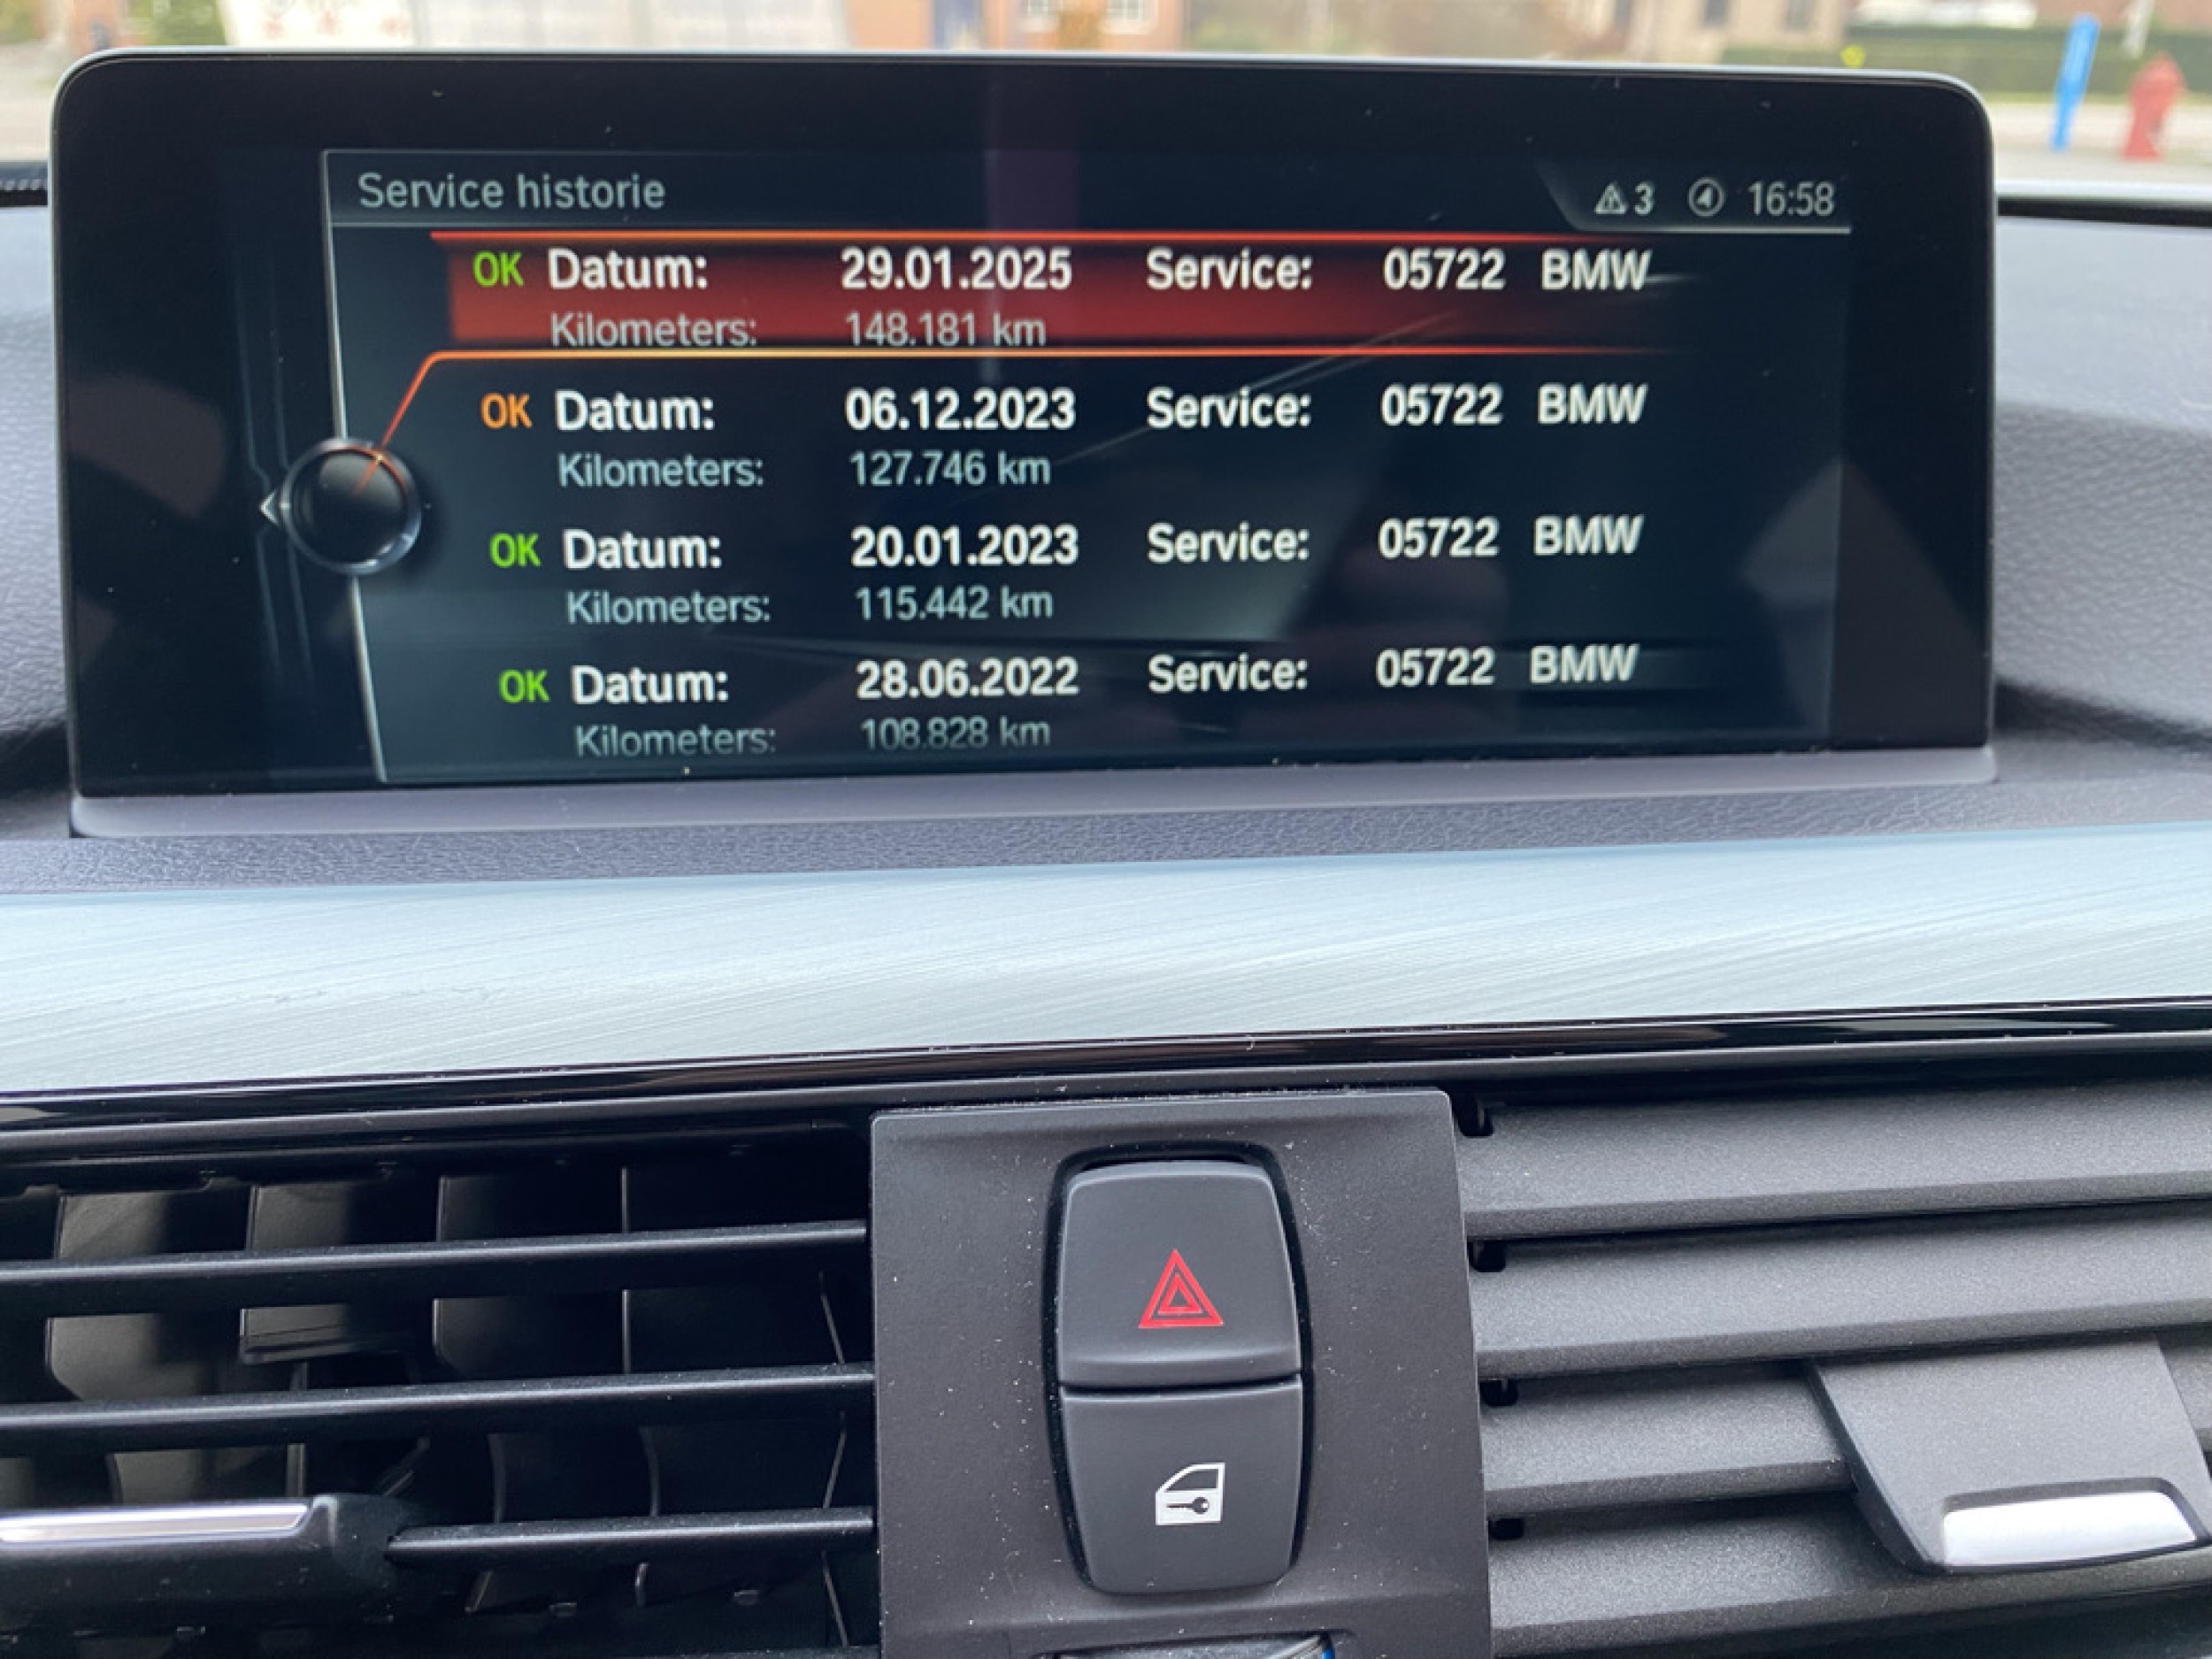 Service historie 3 16:58
OK Datum: 29.01.2025 Service: 05722 BMW
Kilometers: 148.181 km
OK Datum: 06.12.2023 Service: 05722 BMW
Kilometers: 127.746 km
OK Datum: 20.01.2023 Service: 05722 BMW
Kilometers: 115.442 km
OK Datum: 28.06.2022 Service: 05722 BMW
Kilometers: 108.828 km